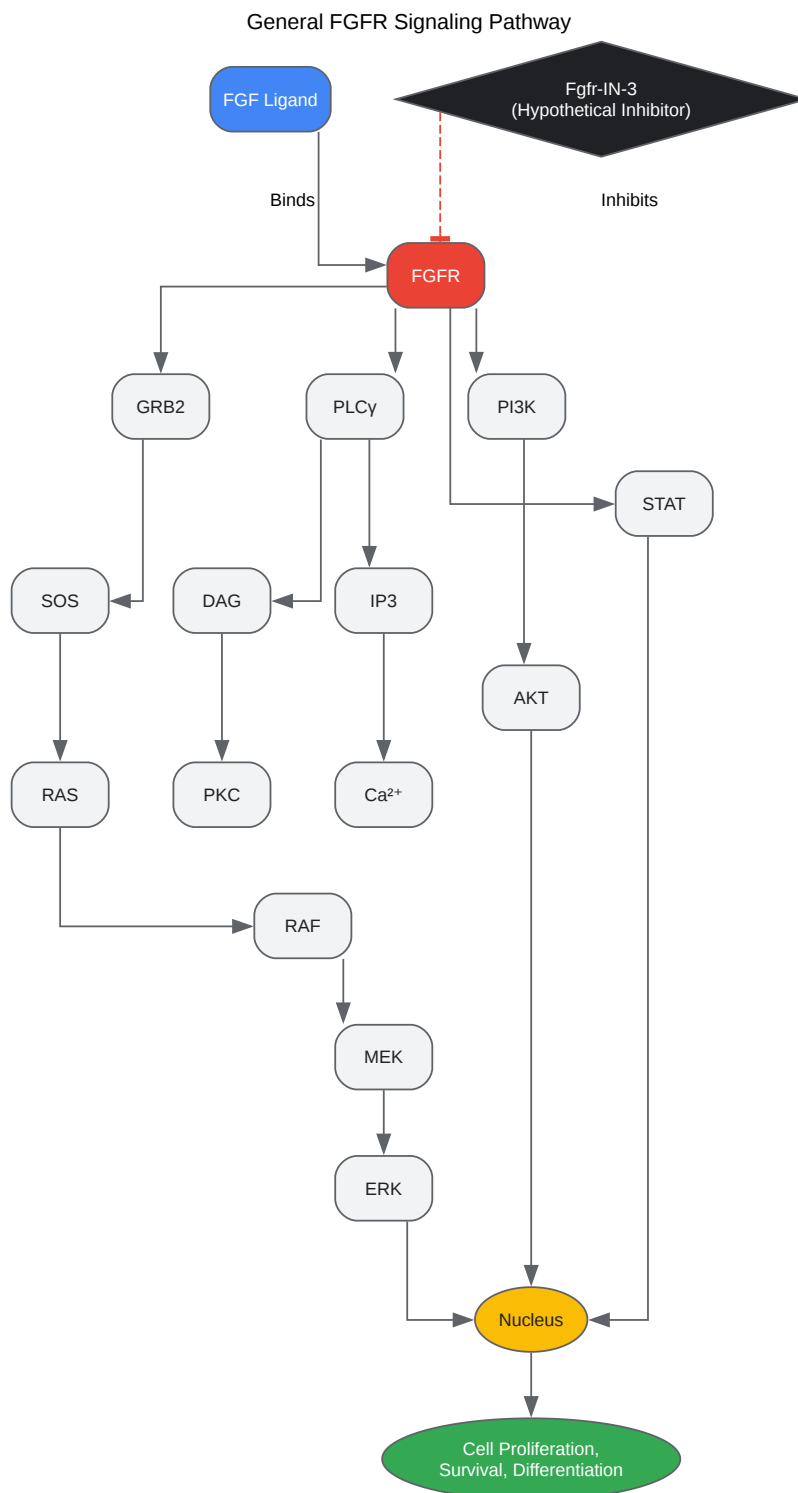 General FGFR Signaling Pathway
FGF Ligand
Fgfr-IN-3
(Hypothetical Inhibitor)
Binds
Inhibits
FGFR
GRB2
PLCγ
PI3K
STAT
SOS
DAG
IP3
AKT
RAS
PKC
Ca²⁺
RAF
MEK
ERK
Nucleus
Cell Proliferation,
Survival, Differentiation